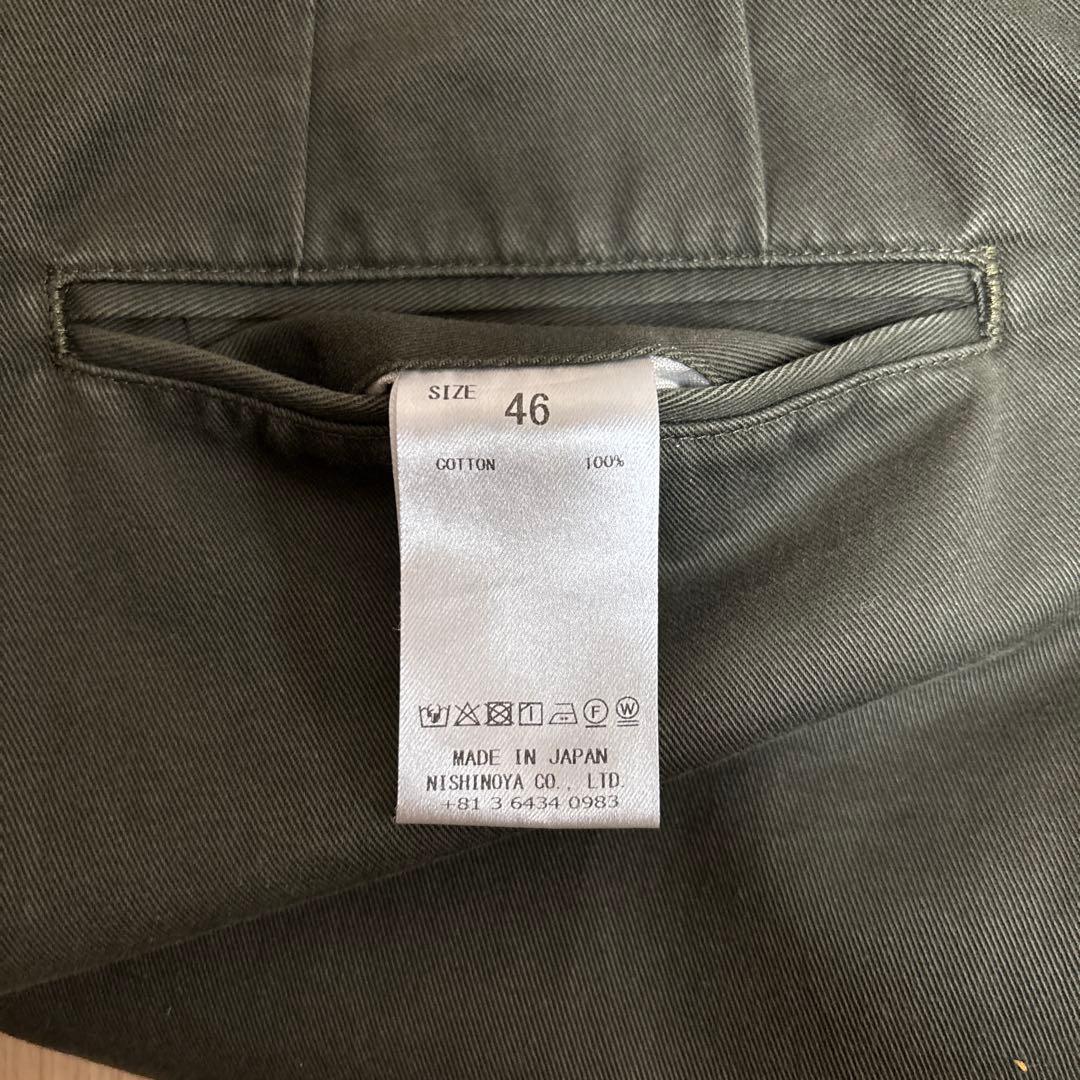 SIZE 46
COTTON 100%
F W
MADE IN JAPAN
NISHINOYA CO., LTD.
+81 3 6434 0983